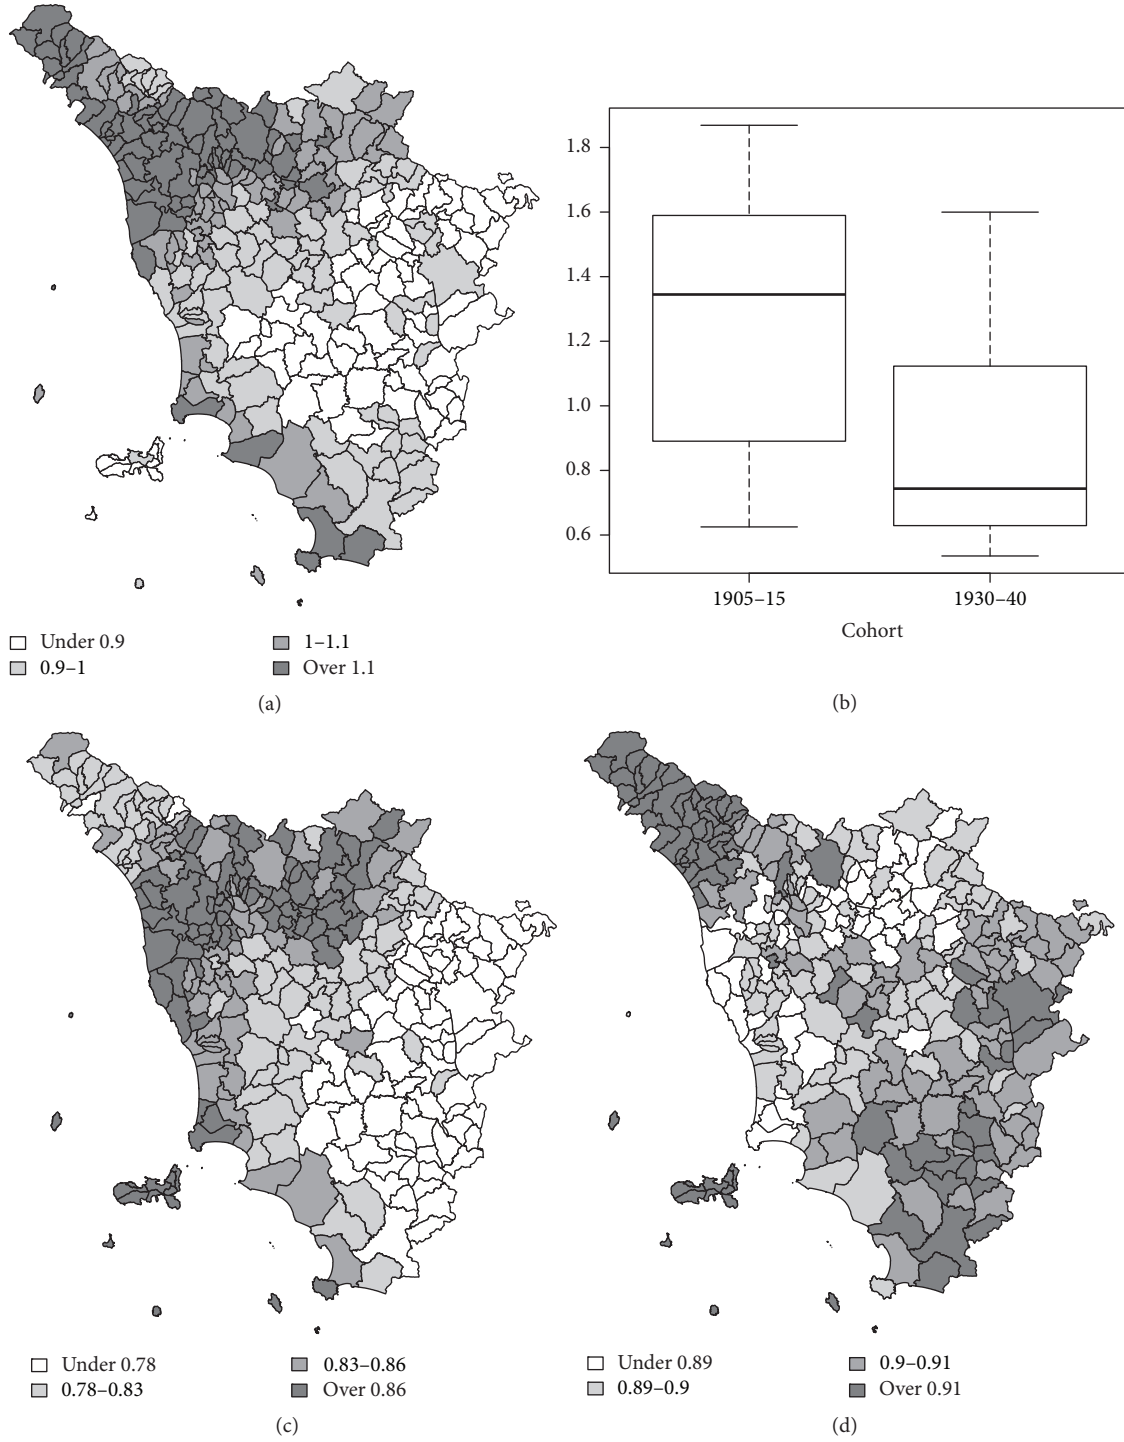 1.8
1.6
1.4
1.2
1.0
0.8
0.6
1905–15 1930–40
Cohort
Under 0.9 1–1.1
0.9–1 Over 1.1
(a)
(b)
Under 0.78 0.83–0.86
0.78–0.83 Over 0.86
(c)
Under 0.89 0.9–0.91
0.89–0.9 Over 0.91
(d)